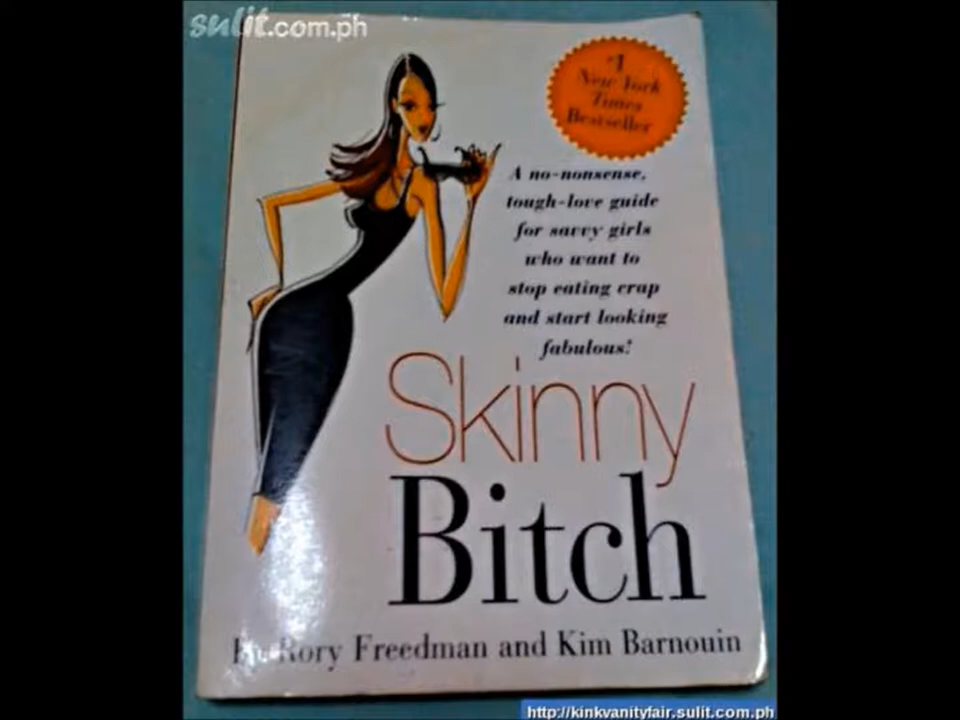 sulit.com.ph
#1
New York
Times
Bestseller
A no-nonsense,
tough-love guide
for savvy girls
who want to
stop eating crap
and start looking
fabulous!
Skinny
Bitch
By Rory Freedman and Kim Barnouin
http://kinkvanityfair.sulit.com.ph